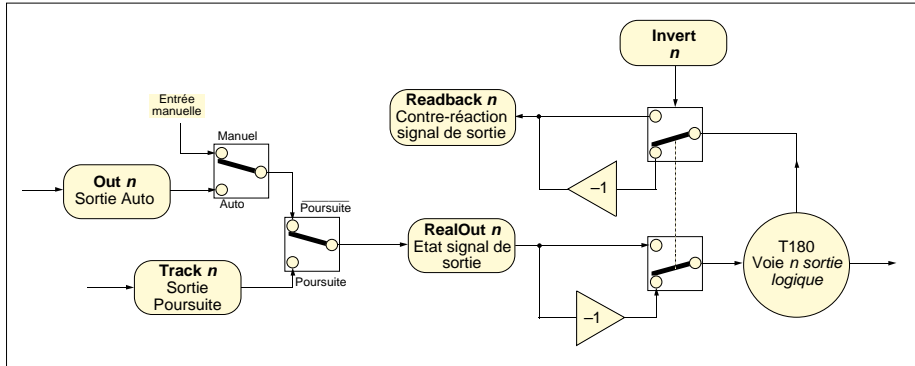 Invert
n
Entrée
manuelle
Readback n
Contre-réaction
signal de sortie
Manuel
Out n
Sortie Auto
Auto
–1
Poursuite
RealOut n
Etat signal de
sortie
T180
Voie n sortie
logique
Track n
Sortie
Poursuite
Poursuite
–1